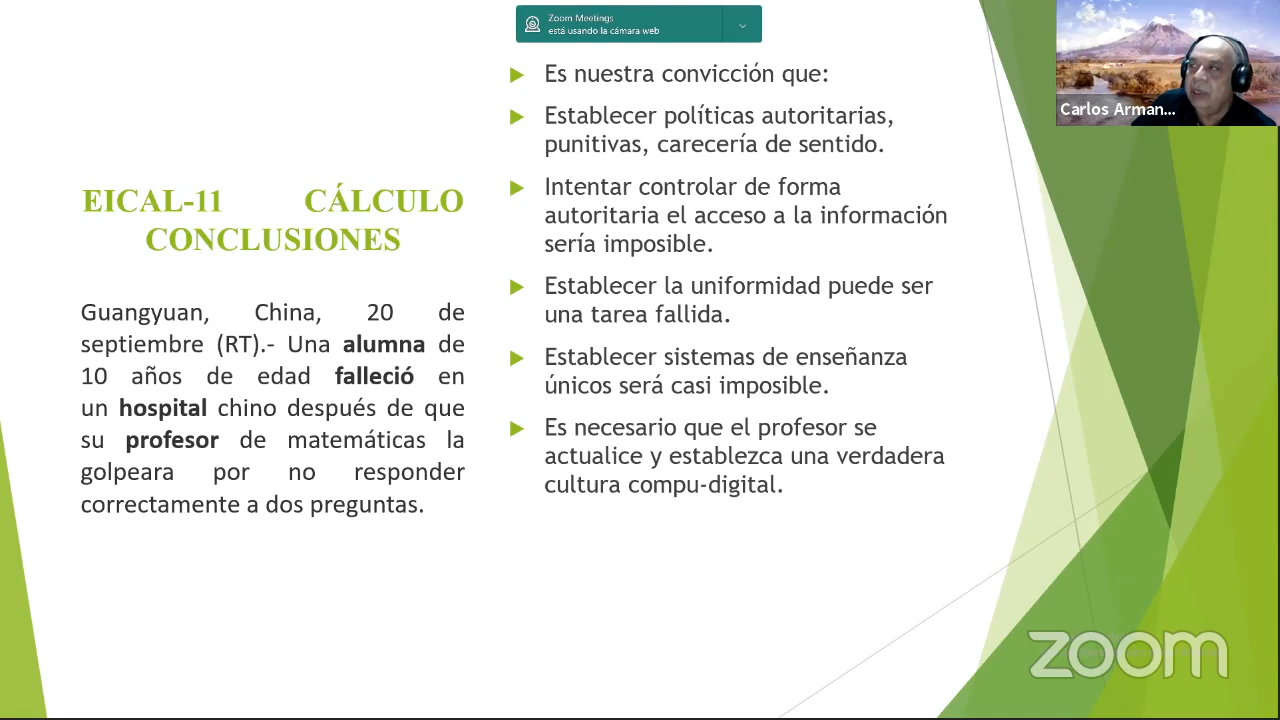 Zoom Meetings
está usando la cámara web
Carlos Arman...
EICAL-11 CÁLCULO
CONCLUSIONES
Guangyuan, China, 20 de
septiembre (RT).- Una alumna de
10 años de edad falleció en
un hospital chino después de que
su profesor de matemáticas la
golpeara por no responder
correctamente a dos preguntas.
Es nuestra convicción que:
Establecer políticas autoritarias,
punitivas, carecería de sentido.
Intentar controlar de forma
autoritaria el acceso a la información
sería imposible.
Establecer la uniformidad puede ser
una tarea fallida.
Establecer sistemas de enseñanza
únicos será casi imposible.
Es necesario que el profesor se
actualice y establezca una verdadera
cultura compu-digital.
zoom